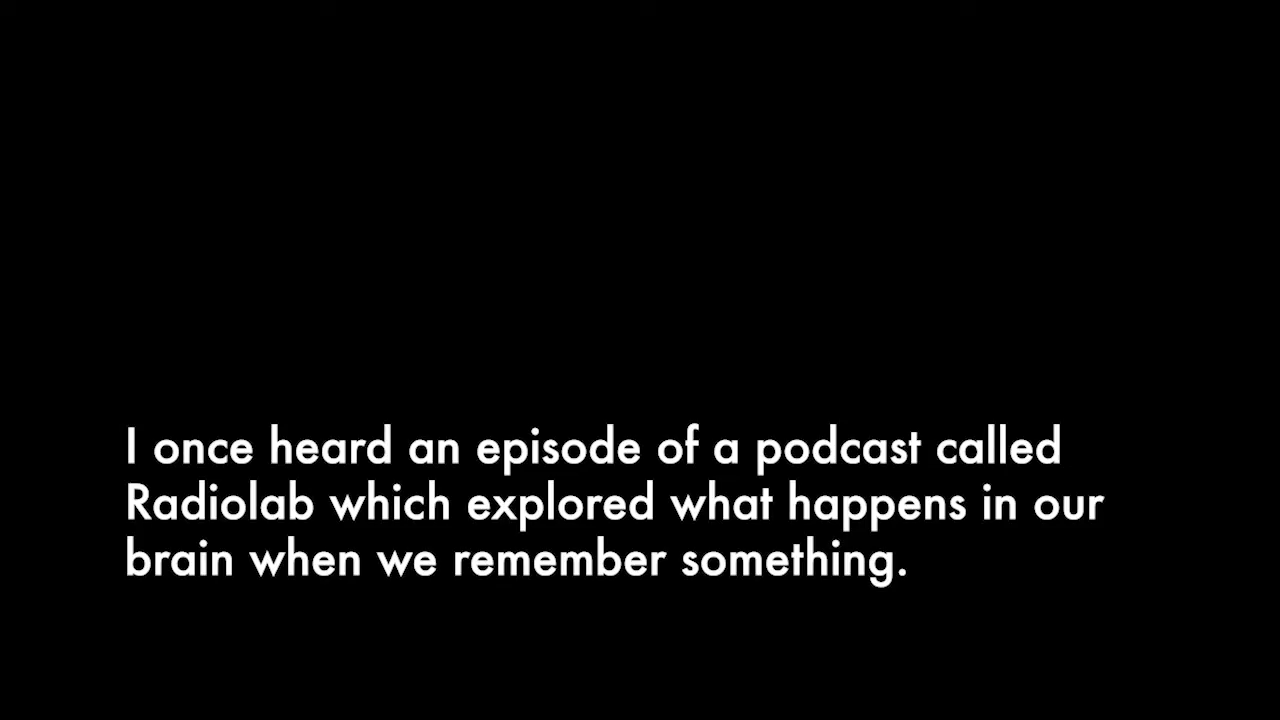 I once heard an episode of a podcast called
Radiolab which explored what happens in our
brain when we remember something.